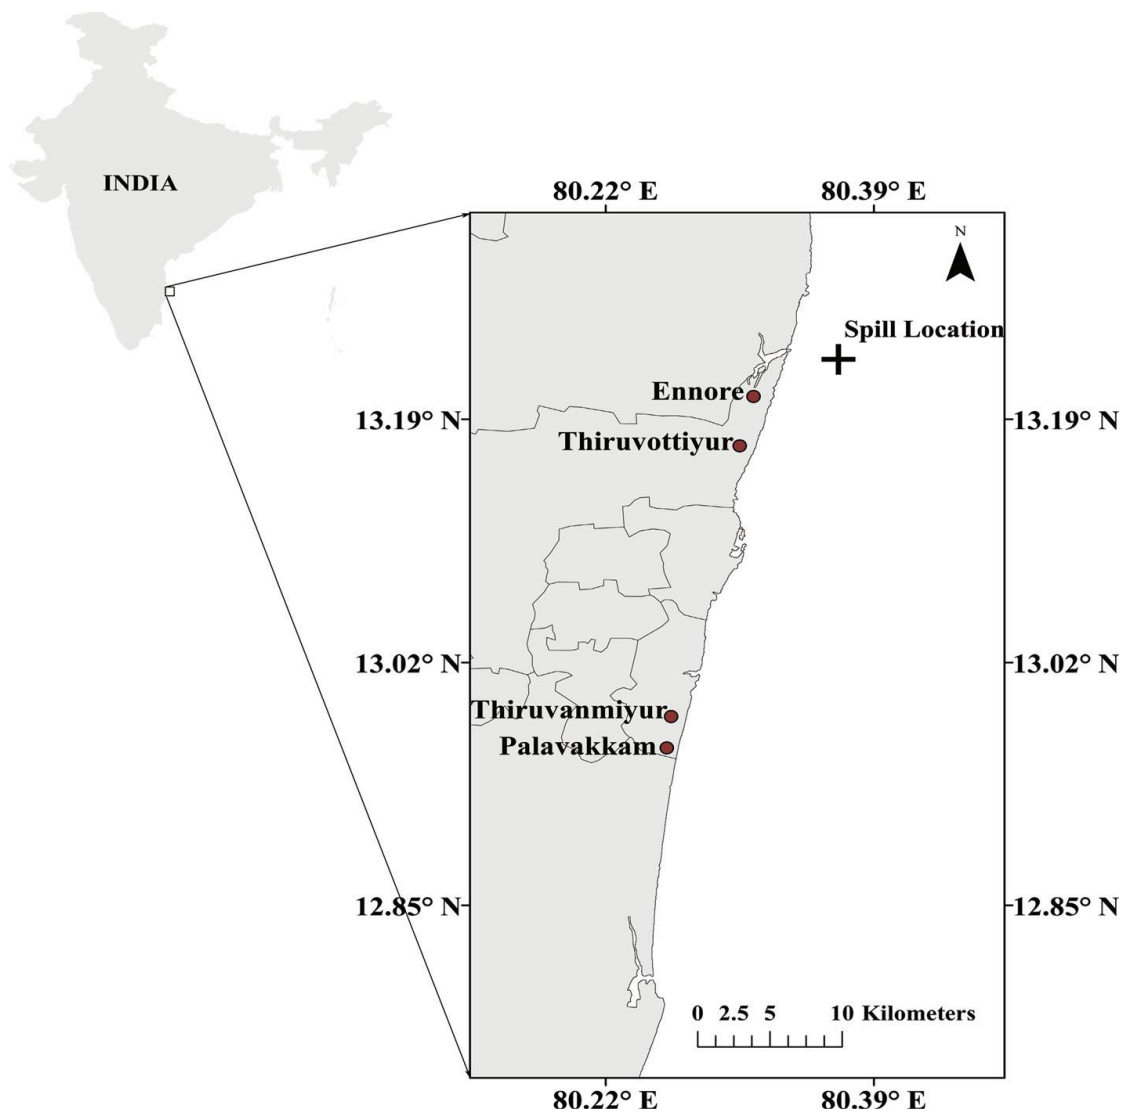 INDIA
80.22° E 80.39° E
N
Spill Location
Ennore
13.19° N 13.19° N
Thiruvottiyur
13.02° N 13.02° N
Thiruvanmiyur
Palavakkam
12.85° N 12.85° N
0 2.5 5 10 Kilometers
80.22° E 80.39° E